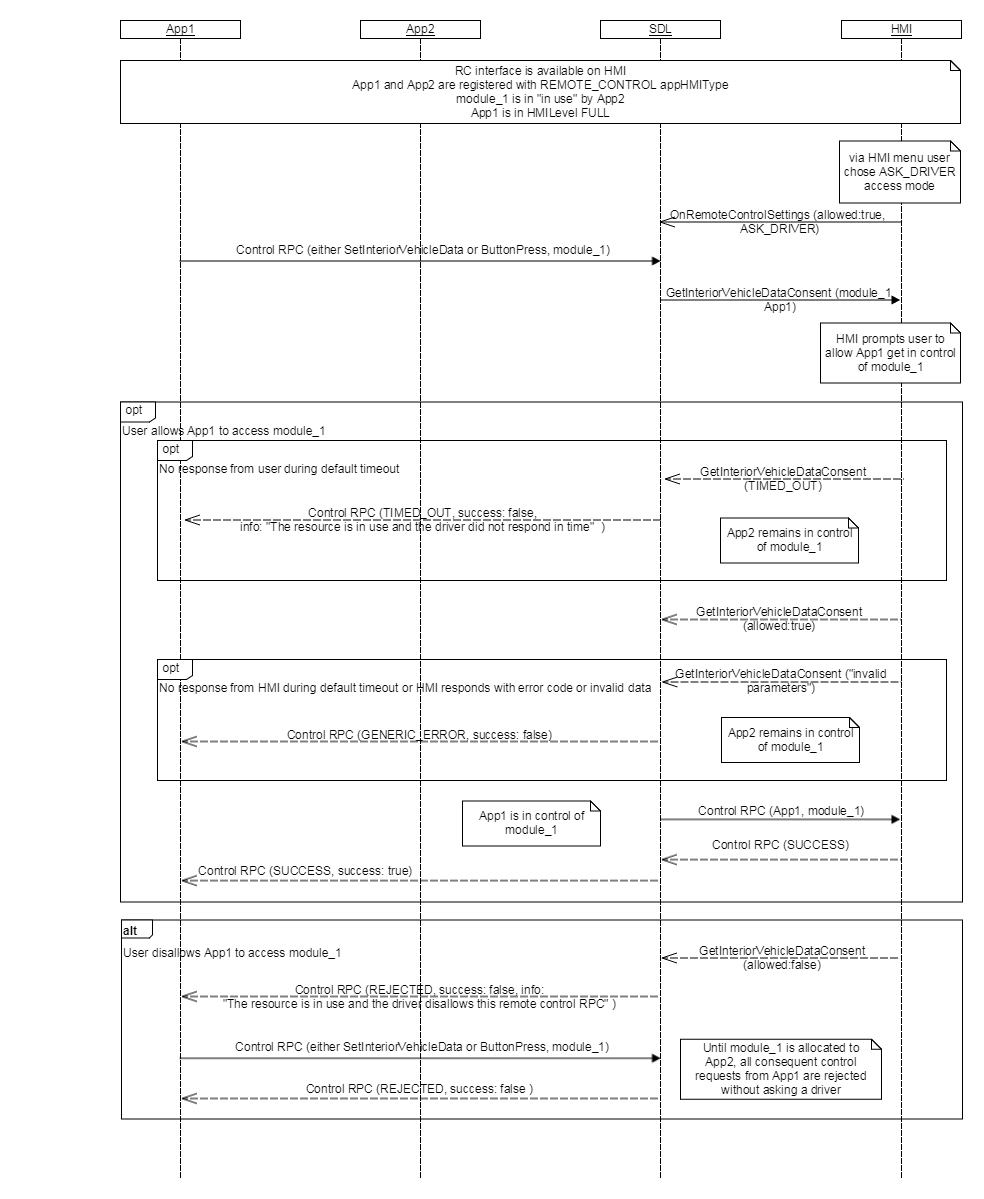 App1
App2
SDL
HMI
RC interface is available on HMI
App1 and App2 are registered with REMOTE_CONTROL appHMIType
module_1 is in "in use" by App2
App1 is in HMILevel FULL
via HMI menu user
chose ASK_DRIVER
access mode
OnRemoteControlSettings (allowed:true,
ASK_DRIVER)
Control RPC (either SetInteriorVehicleData or ButtonPress, module_1)
GetInteriorVehicleDataConsent (module_1,
App1)
HMI prompts user to
allow App1 get in control
of module_1
opt
User allows App1 to access module_1
opt
No response from user during default timeout
GetInteriorVehicleDataConsent
(TIMED_OUT)
Control RPC (TIMED_OUT, success: false,
info: "The resource is in use and the driver did not respond in time" )
App2 remains in control
of module_1
GetInteriorVehicleDataConsent
(allowed:true)
opt
No response from HMI during default timeout or HMI responds with error code or invalid data
GetInteriorVehicleDataConsent ("invalid
parameters")
Control RPC (GENERIC_ERROR, success: false)
App2 remains in control
of module_1
App1 is in control of
module_1
Control RPC (App1, module_1)
Control RPC (SUCCESS)
Control RPC (SUCCESS, success: true)
alt
User disallows App1 to access module_1
GetInteriorVehicleDataConsent
(allowed:false)
Control RPC (REJECTED, success: false, info:
"The resource is in use and the driver disallows this remote control RPC" )
Control RPC (either SetInteriorVehicleData or ButtonPress, module_1)
Until module_1 is allocated to
App2, all consequent control
requests from App1 are rejected
without asking a driver
Control RPC (REJECTED, success: false )